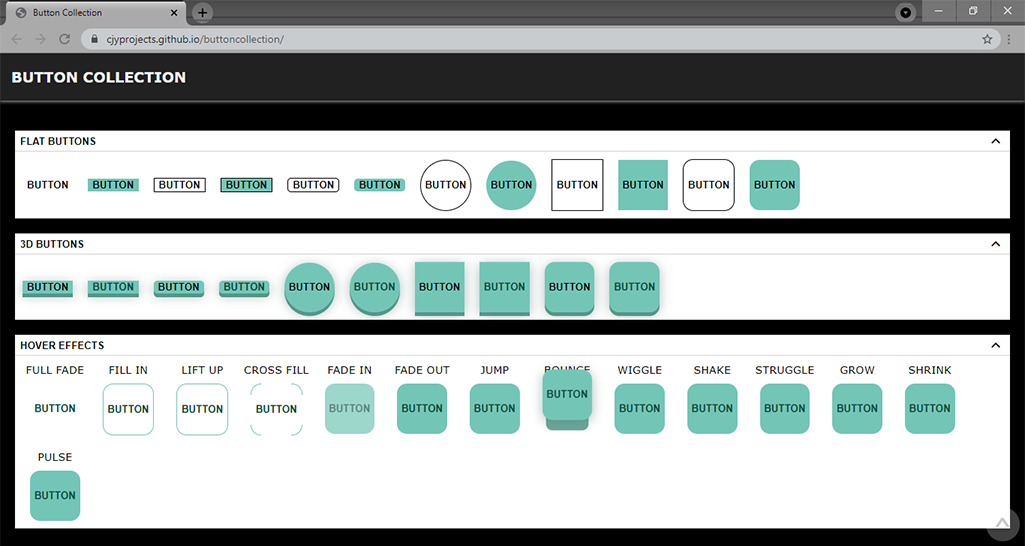 Button Collection
cjyprojects.github.io/buttoncollection/
BUTTON COLLECTION
FLAT BUTTONS
BUTTON BUTTON BUTTON BUTTON BUTTON BUTTON BUTTON BUTTON BUTTON BUTTON BUTTON BUTTON
3D BUTTONS
BUTTON BUTTON BUTTON BUTTON BUTTON BUTTON BUTTON BUTTON BUTTON BUTTON
HOVER EFFECTS
FULL FADE FILL IN LIFT UP CROSS FILL FADE IN FADE OUT JUMP BOUNCE WIGGLE SHAKE STRUGGLE GROW SHRINK
BUTTON BUTTON BUTTON BUTTON BUTTON BUTTON BUTTON BUTTON BUTTON BUTTON BUTTON BUTTON BUTTON
PULSE
BUTTON